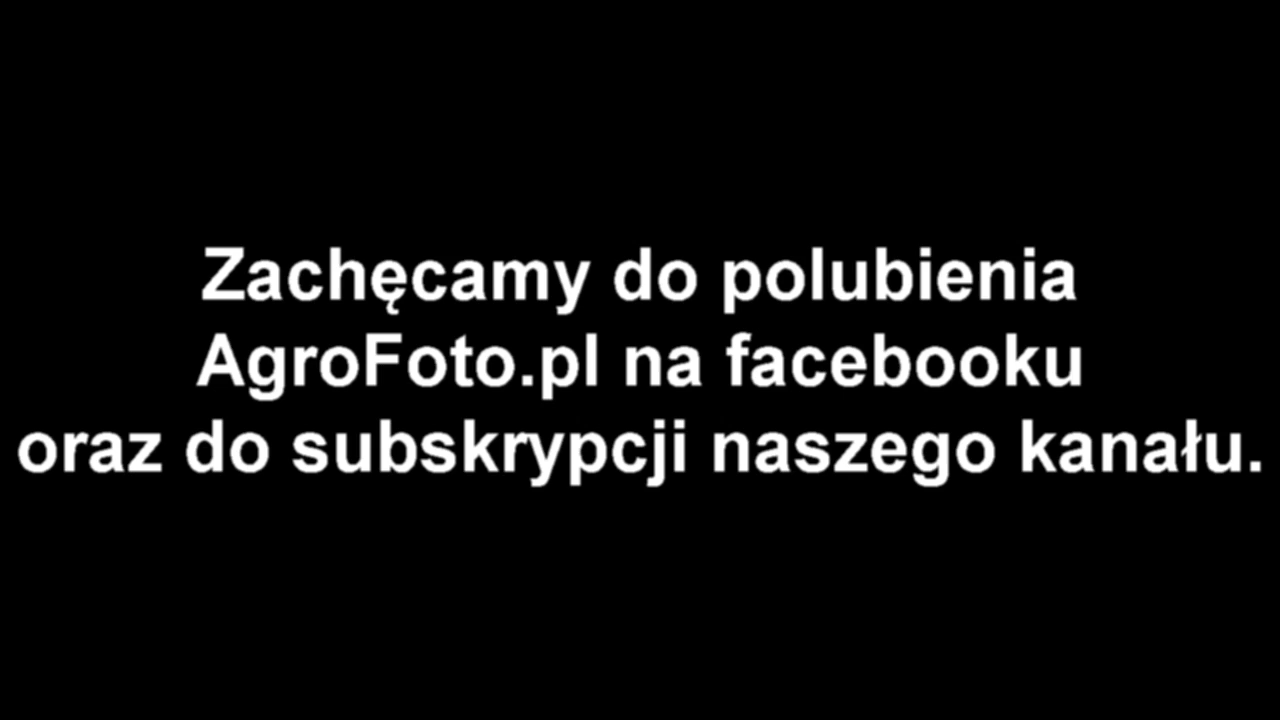 Zachęcamy do polubienia
AgroFoto.pl na facebooku
oraz do subskrypcji naszego kanału.